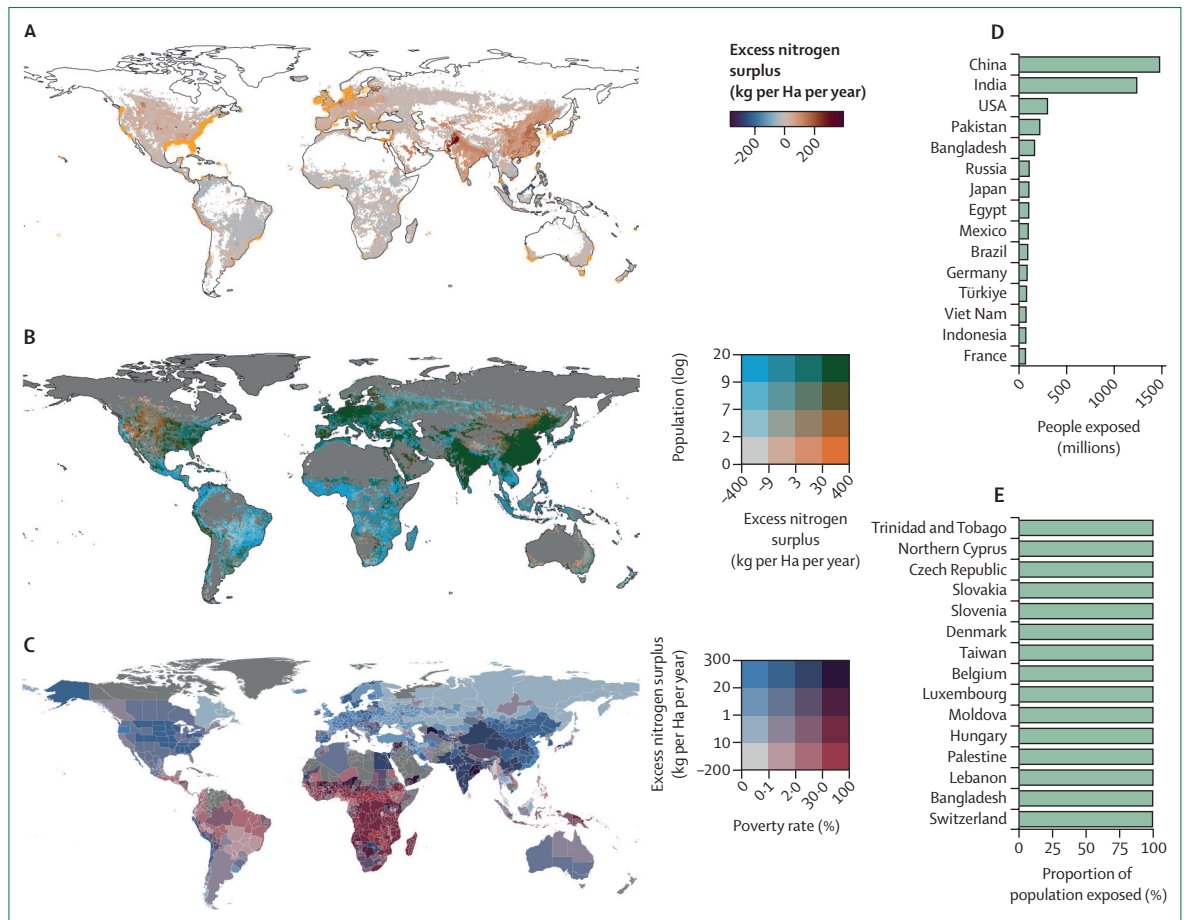 A
Excess nitrogen
surplus
(kg per Ha per year)
-200
0
200
B
Population (log)
20
9
7
2
0
-400
-9
3
30
400
Excess nitrogen
surplus
(kg per Ha per year)
C
Excess nitrogen surplus
(kg per Ha per year)
300
20
1
10
-200
0
0·1
2·0
30·0
100
Poverty rate (%)
D
China
India
USA
Pakistan
Bangladesh
Russia
Japan
Egypt
Mexico
Brazil
Germany
Türkiye
Viet Nam
Indonesia
France
0
500
1000
1500
People exposed
(millions)
E
Trinidad and Tobago
Northern Cyprus
Czech Republic
Slovakia
Slovenia
Denmark
Taiwan
Belgium
Luxembourg
Moldova
Hungary
Palestine
Lebanon
Bangladesh
Switzerland
0
25
50
75
100
Proportion of
population exposed (%)